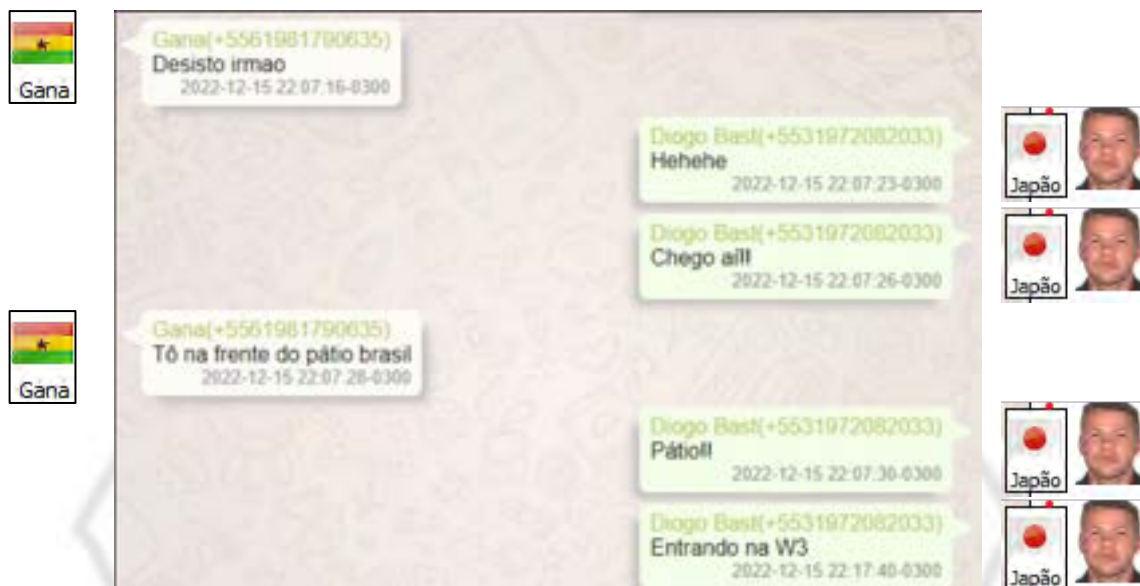 Gana
Gana(+5561981790635)
Desisto irmao
2022-12-15 22:07:16-0300
Diogo Bast(+5531972082033)
Hehehe
2022-12-15 22:07:23-0300
Japão
Diogo Bast(+5531972082033)
Chego aí!!
2022-12-15 22:07:26-0300
Japão
Gana
Gana(+5561981790635)
Tô na frente do pátio brasil
2022-12-15 22:07:28-0300
Diogo Bast(+5531972082033)
Pátio!!
2022-12-15 22:07:30-0300
Japão
Diogo Bast(+5531972082033)
Entrando na W3
2022-12-15 22:17:40-0300
Japão